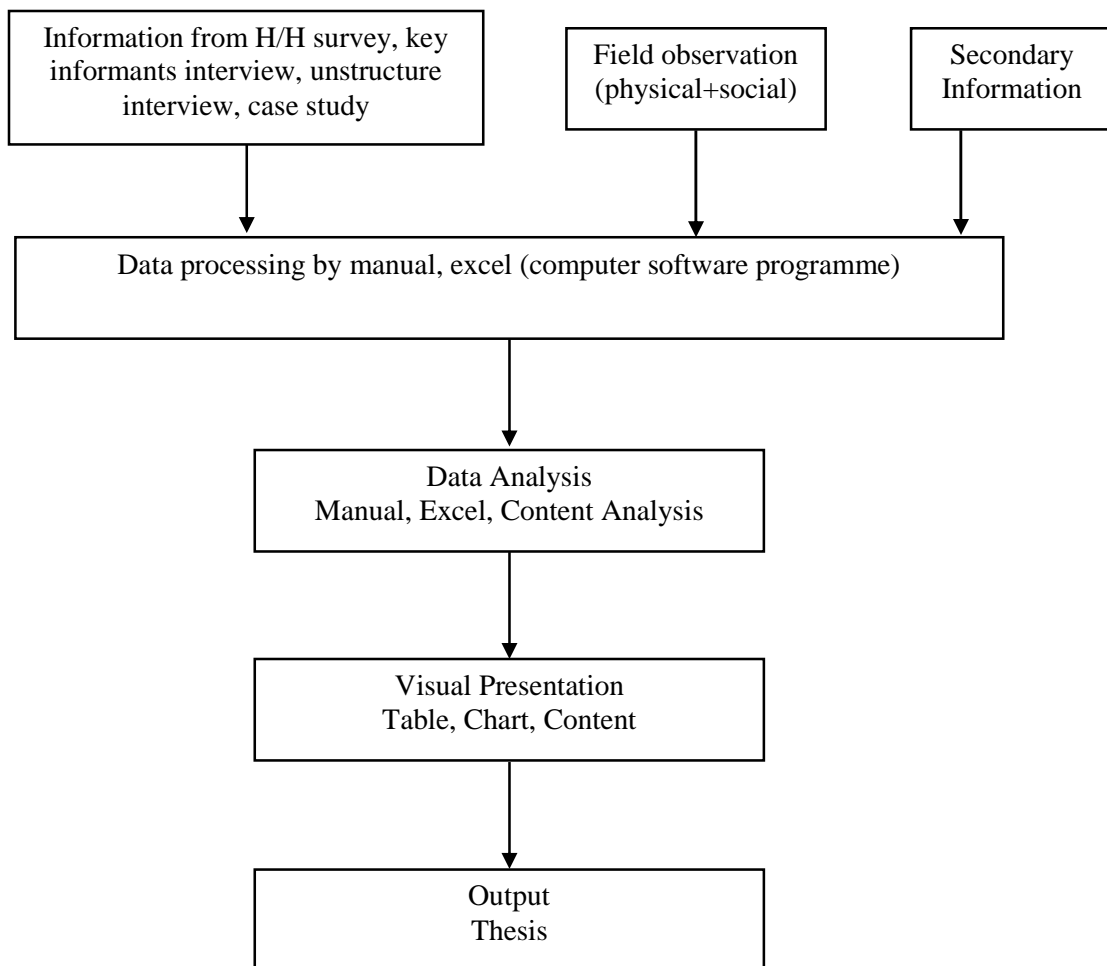 Information from H/H survey, key
informants interview, unstructure
interview, case study
Field observation
(physical+social)
Secondary
Information
Data processing by manual, excel (computer software programme)
Data Analysis
Manual, Excel, Content Analysis
Visual Presentation
Table, Chart, Content
Output
Thesis